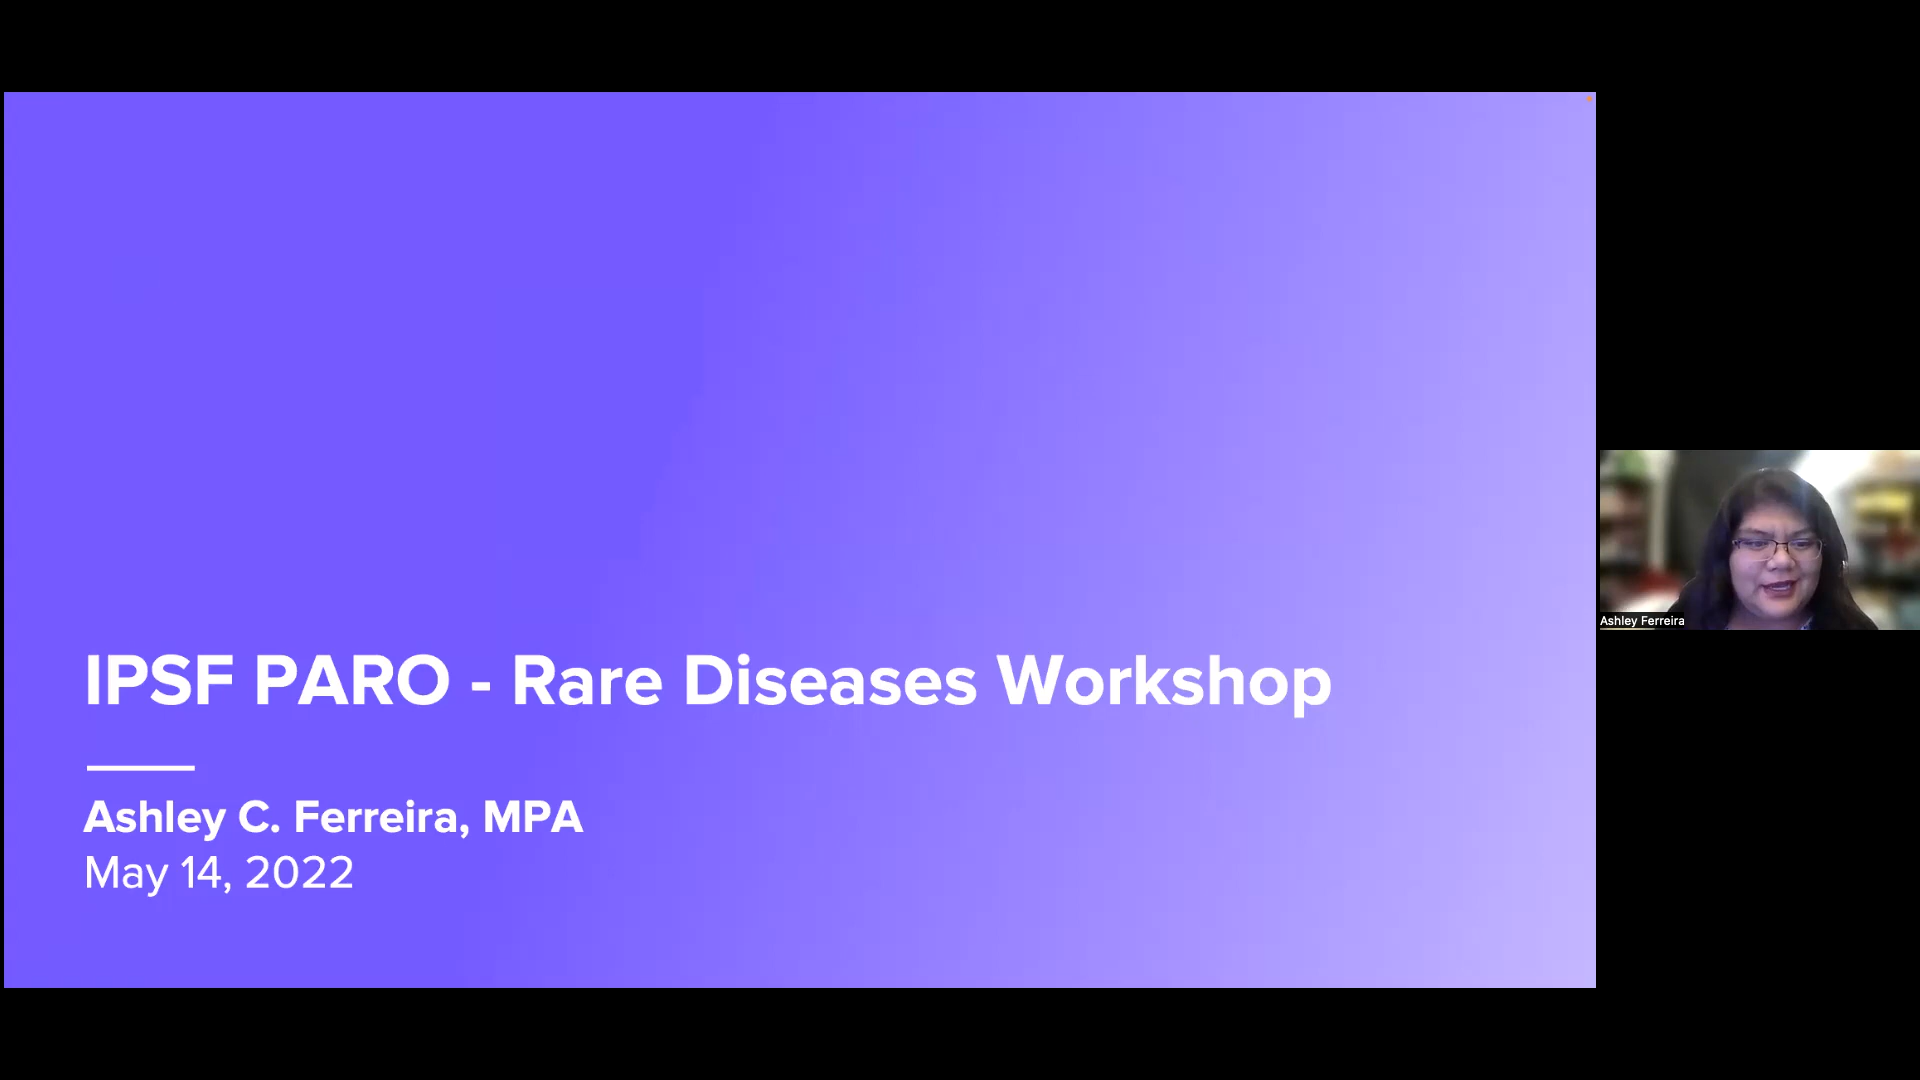 IPSF PARO - Rare Diseases Workshop
Ashley C. Ferreira, MPA
May 14, 2022
Ashley Ferreira